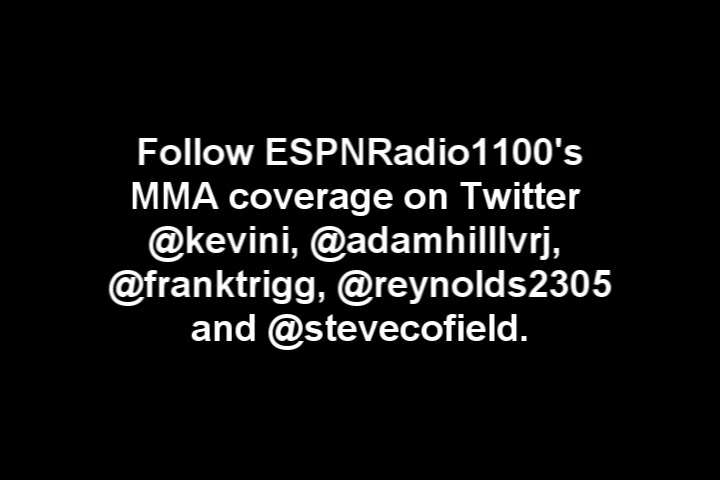 Follow ESPNRadio1100's
MMA coverage on Twitter
@kevini, @adamhilllvrj,
@franktrigg, @reynolds2305
and @stevecofield.